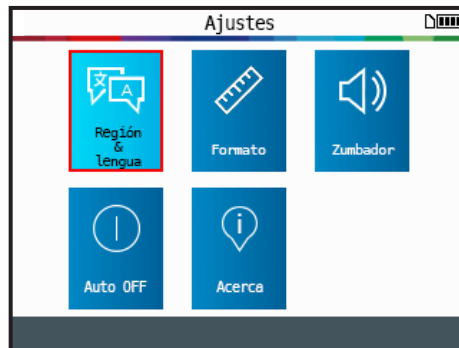 Ajustes
Región
&
lengua
Formato
Zumbador
Auto OFF
Acerca